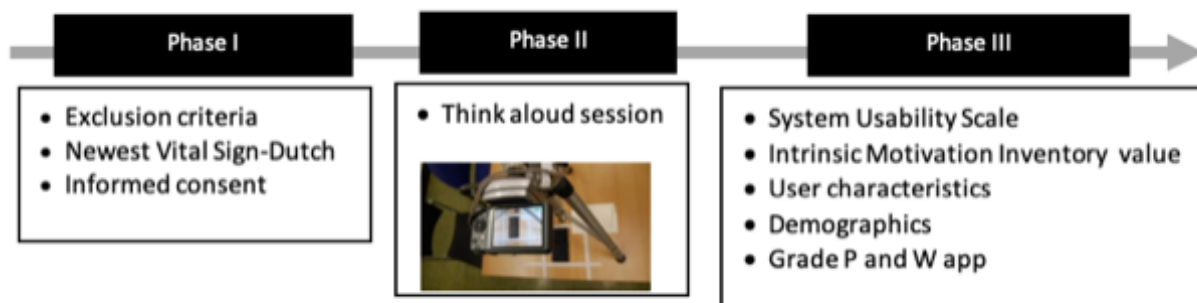 Phase I
Phase II
Phase III
• Exclusion criteria
• Newest Vital Sign-Dutch
• Informed consent
• Think aloud session
• System Usability Scale
• Intrinsic Motivation Inventory value
• User characteristics
• Demographics
• Grade P and W app